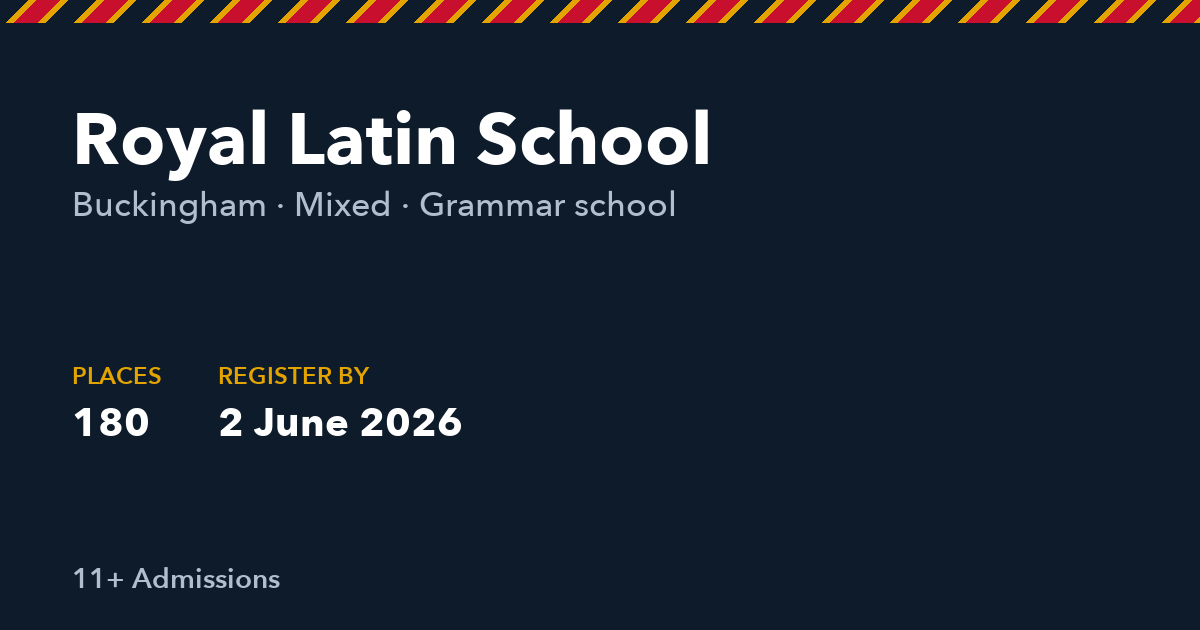 Royal Latin School
Buckingham · Mixed · Grammar school
PLACES REGISTER BY
180 2 June 2026
11+ Admissions